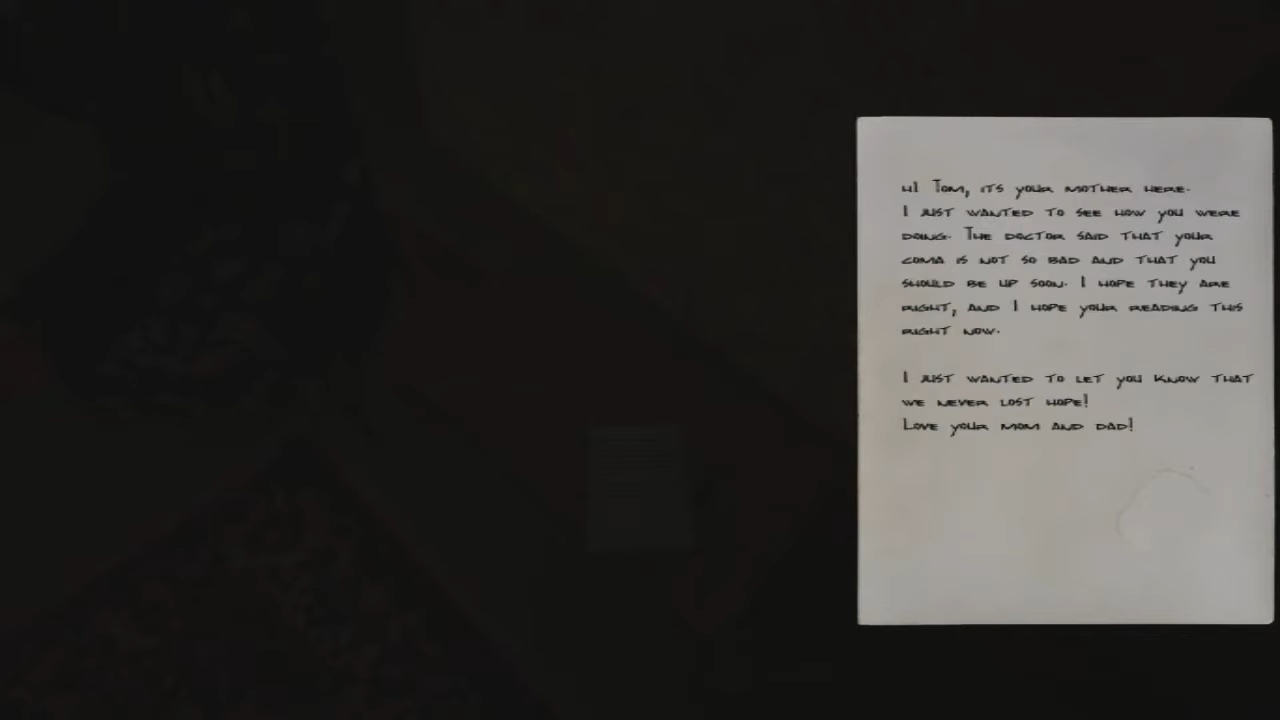 HI Tom, its your mother here.
I just wanted to see how you were
doing. The doctor said that your
coma is not so bad and that you
should be up soon. I hope they are
right, and I hope your reading this
right now.
I just wanted to let you know that
we never lost hope!
Love your mom and dad!